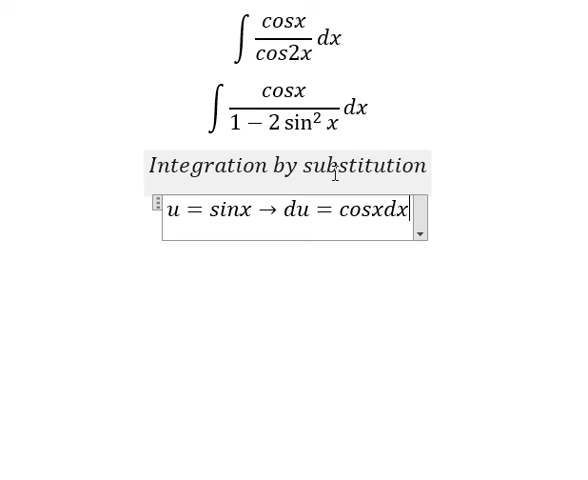 ∫ cosx/cos2x dx
∫ cosx/(1 − 2 sin² x) dx
Integration by substitution
u = sinx → du = cosxdx